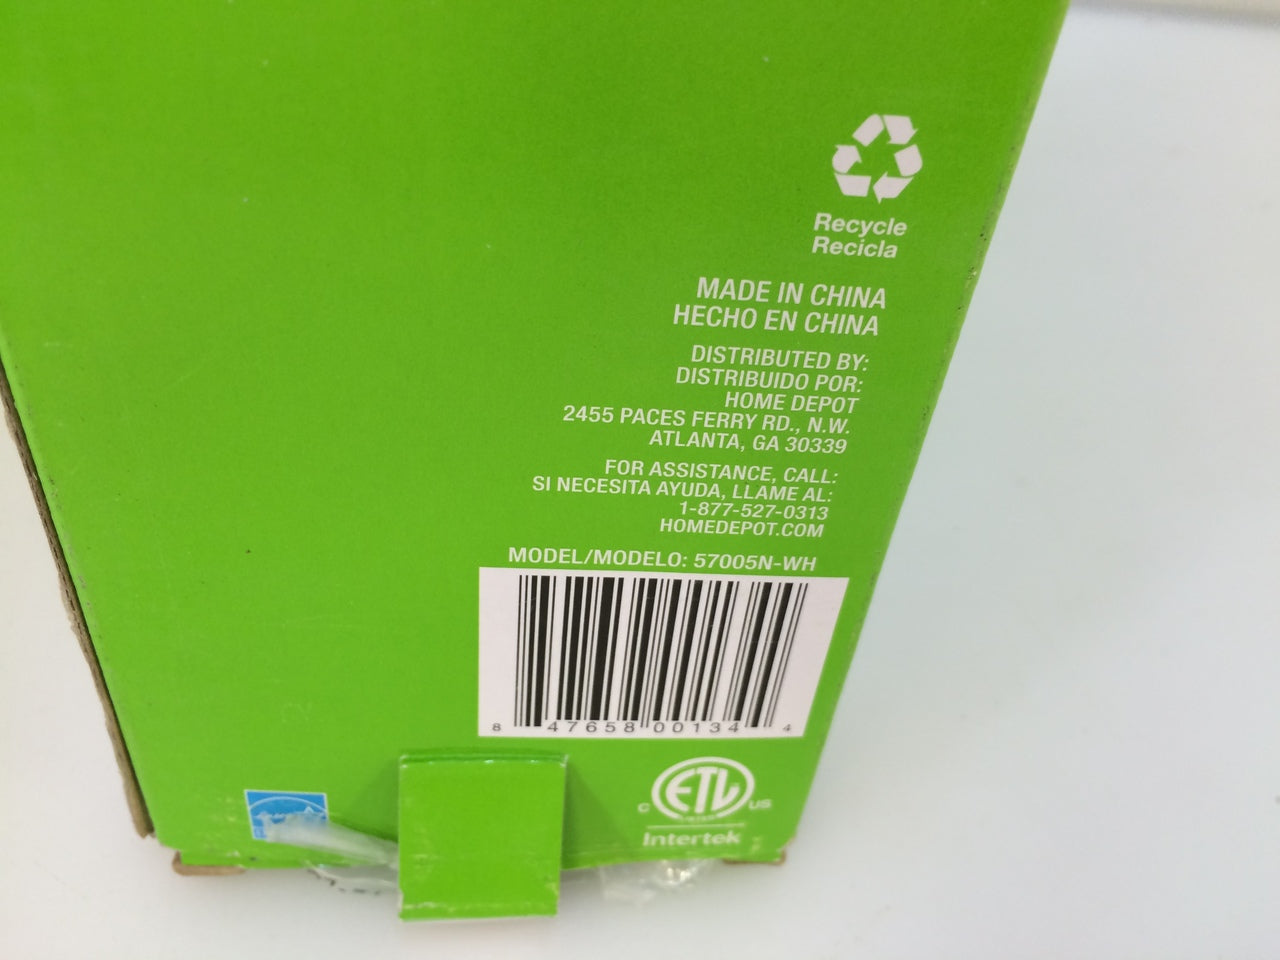 Recycle
Recicla
MADE IN CHINA
HECHO EN CHINA
DISTRIBUTED BY:
DISTRIBUIDO POR:
HOME DEPOT
2455 PACES FERRY RD., N.W.
ATLANTA, GA 30339
FOR ASSISTANCE, CALL:
SI NECESITA AYUDA, LLAME AL:
1-877-527-0313
HOMEDEPOT.COM
MODEL/MODELO: 57005N-WH
8 47658 00134 4
C ETL US
LISTED
Intertek